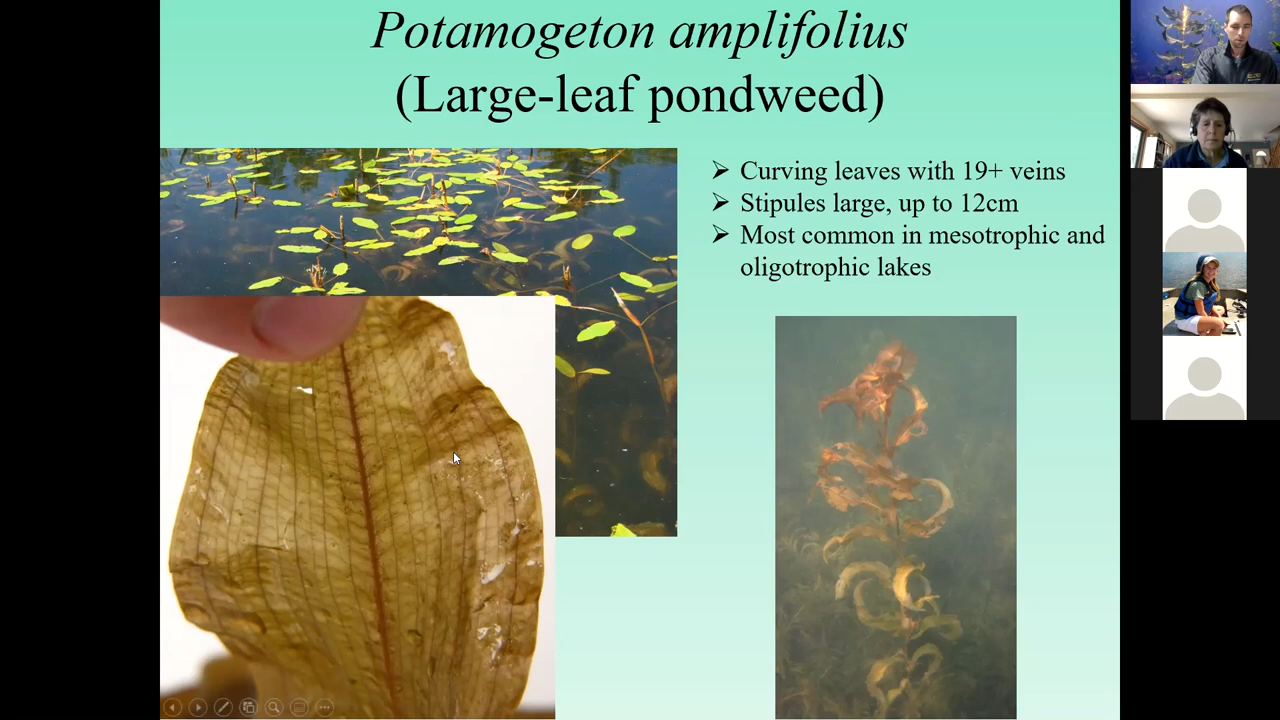 Potamogeton amplifolius
(Large-leaf pondweed)
➢ Curving leaves with 19+ veins
➢ Stipules large, up to 12cm
➢ Most common in mesotrophic and
oligotrophic lakes